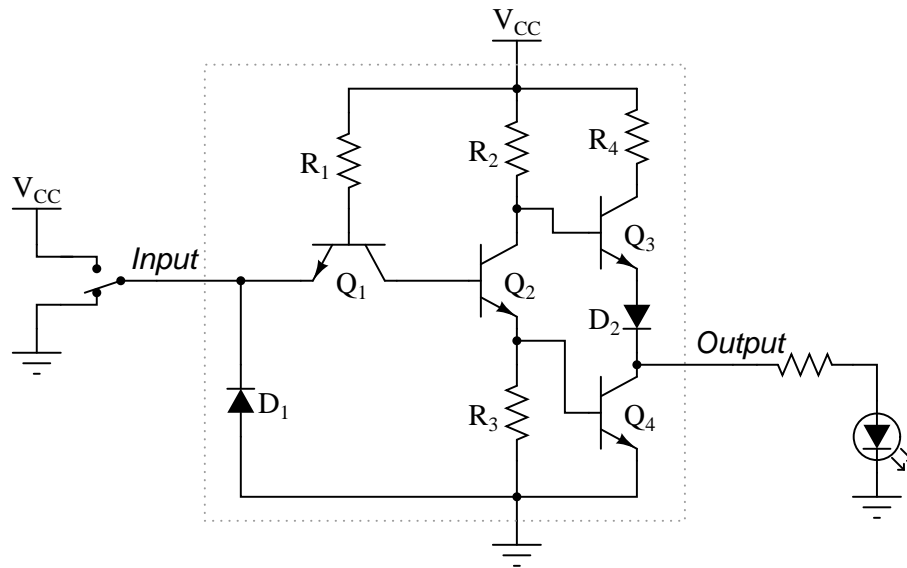 V_CC
R_1
R_2
R_4
V_CC
Input
Q_1
Q_2
Q_3
D_2
Output
D_1
R_3
Q_4